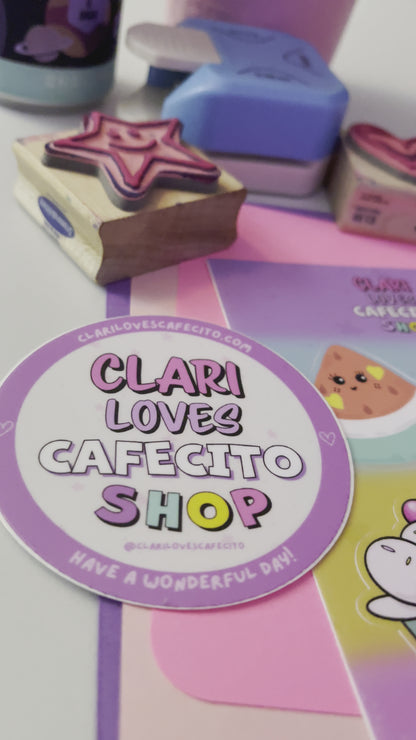 CLARILOVESCAFECITO.COM
CLARI
LOVES
CAFECITO
SHOP
@CLARILOVESCAFECITO
HAVE A WONDERFUL DAY!
CLARI
LOVES
CAFECITO
SHOP